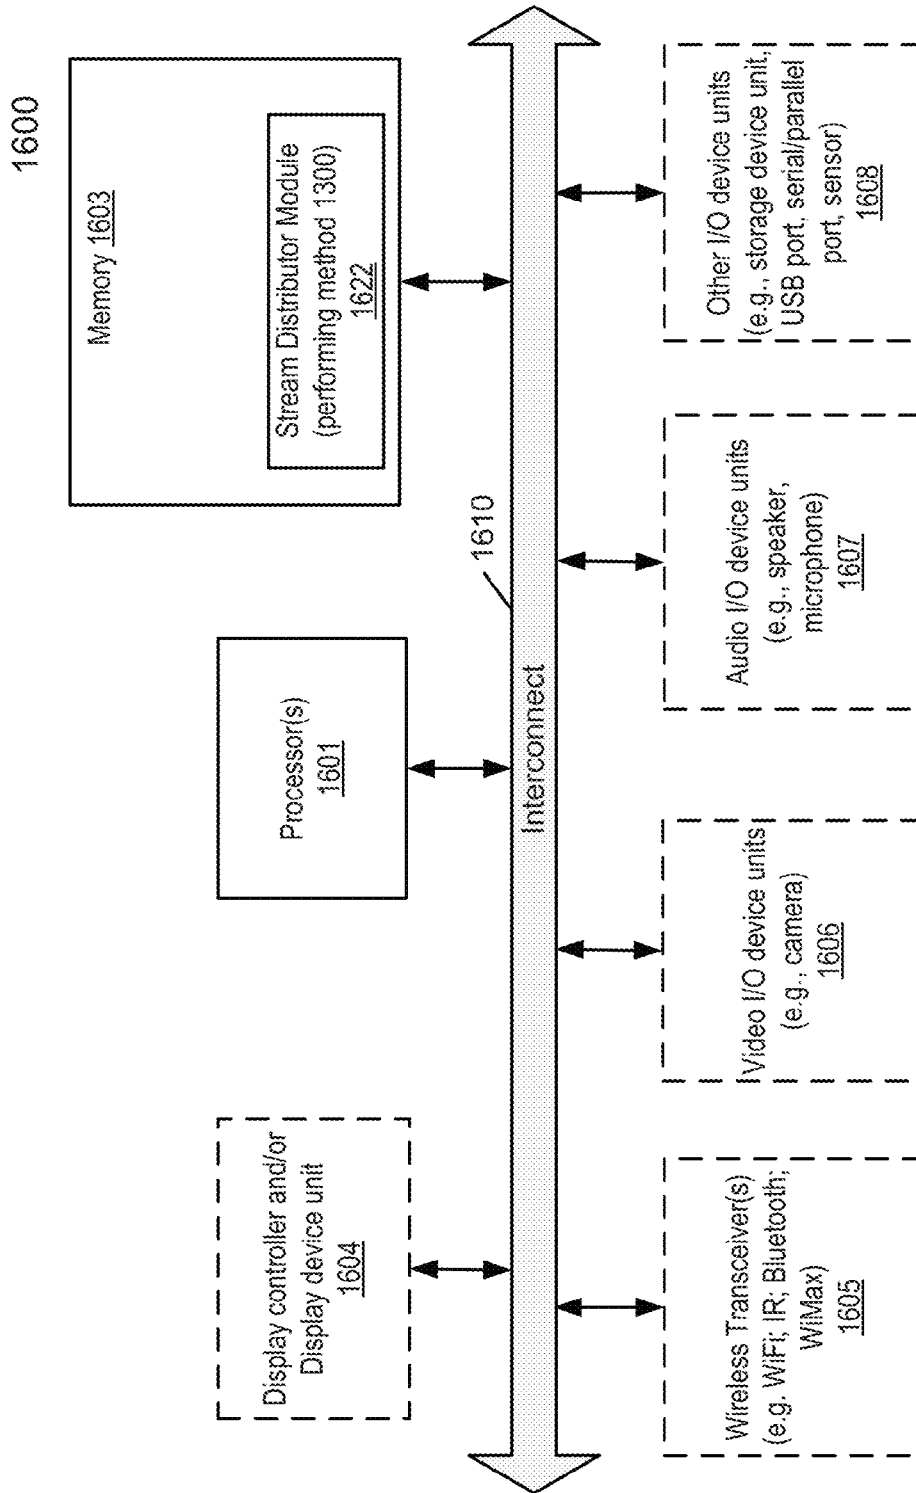 1600
Display controller and/or
Display device unit
1604
Processor(s)
1601
Memory 1603
Stream Distributor Module
(performing method 1300)
1622
1610
Interconnect
Wireless Transceiver(s)
(e.g. WiFi; IR; Bluetooth;
WiMax)
1605
Video I/O device units
(e.g., camera)
1606
Audio I/O device units
(e.g., speaker,
microphone)
1607
Other I/O device units
(e.g., storage device unit,
USB port, serial/parallel
port, sensor)
1608